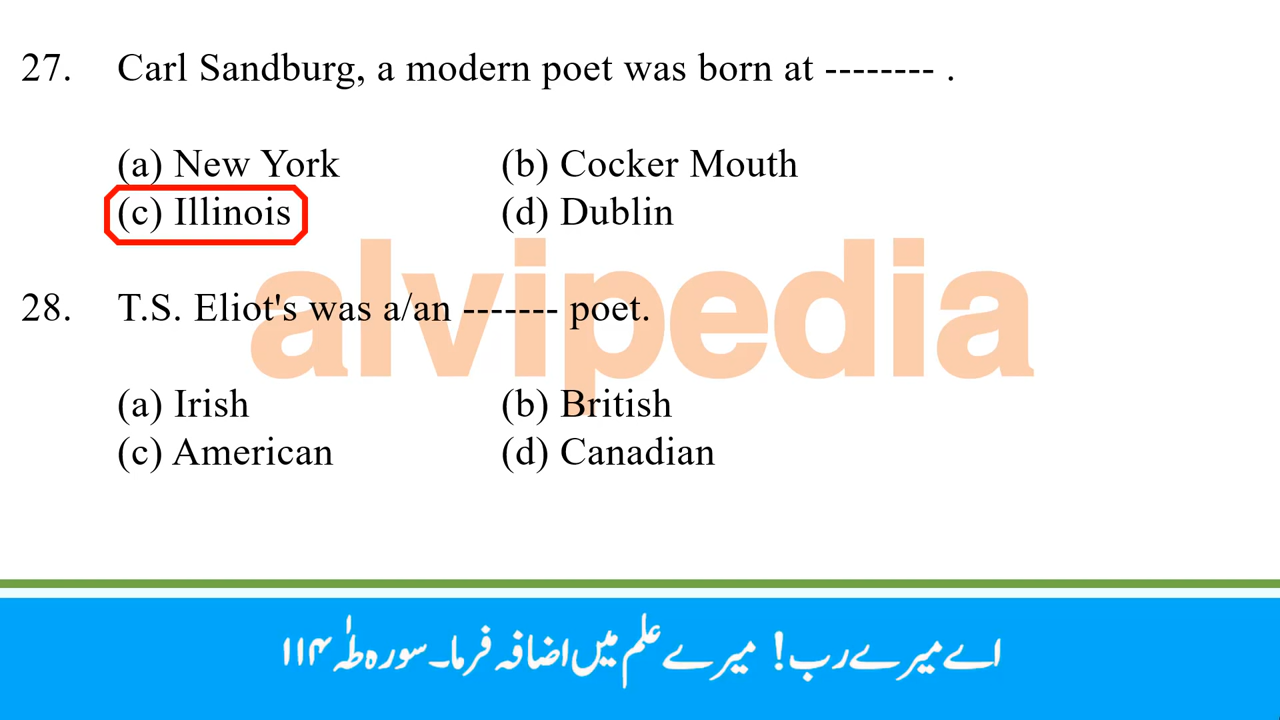 27. Carl Sandburg, a modern poet was born at -------- .
(a) New York (b) Cocker Mouth
(c) Illinois (d) Dublin
alvipedia
28. T.S. Eliot's was a/an ------- poet.
(a) Irish (b) British
(c) American (d) Canadian
اے میرے رب! میرے علم میں اضافہ فرما۔ سورہ طہٰ ۱۱۴